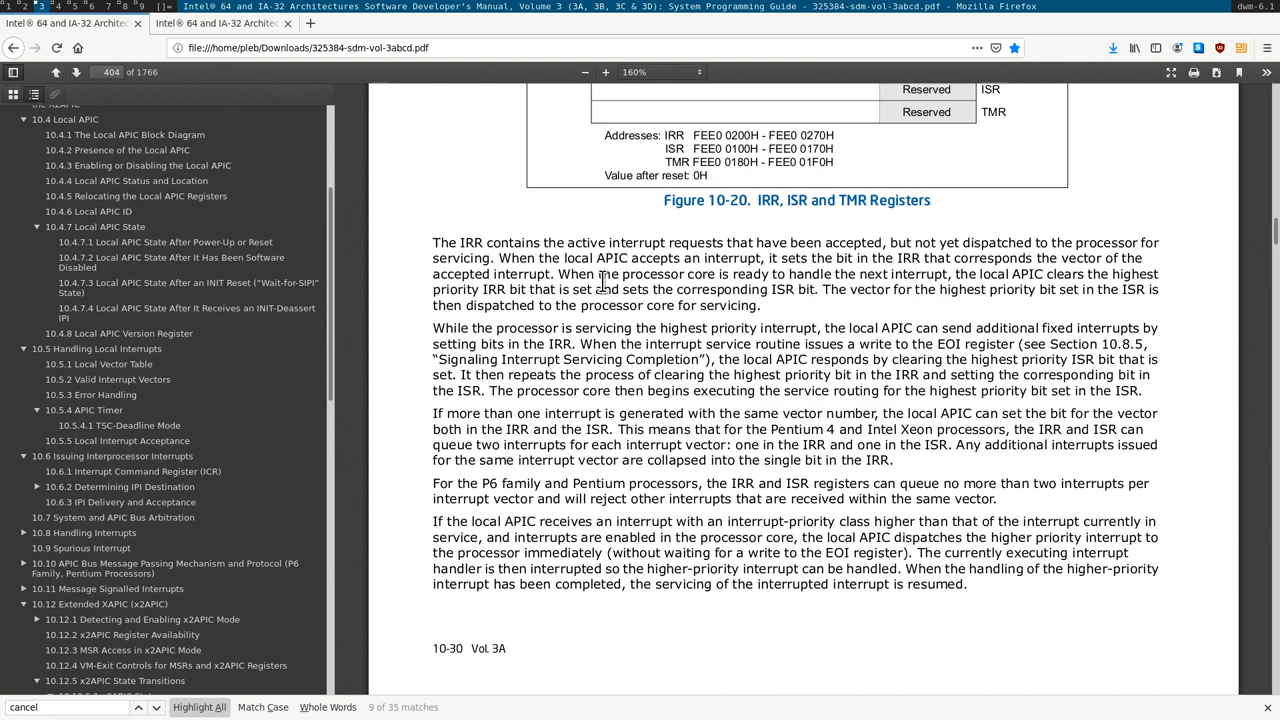 1 2 3 4 5 6 7 8 9 []= Intel® 64 and IA-32 Architectures Software Developer's Manual, Volume 3 (3A, 3B, 3C & 3D): System Programming Guide - 325384-sdm-vol-3abcd.pdf - Mozilla Firefox dwm-6.1
Intel® 64 and IA-32 Architec × Intel® 64 and IA-32 Architec × +
file:///home/pleb/Downloads/325384-sdm-vol-3abcd.pdf
404 of 1766 160%
the x2APIC
10.4 Local APIC
10.4.1 The Local APIC Block Diagram
10.4.2 Presence of the Local APIC
10.4.3 Enabling or Disabling the Local APIC
10.4.4 Local APIC Status and Location
10.4.5 Relocating the Local APIC Registers
10.4.6 Local APIC ID
10.4.7 Local APIC State
10.4.7.1 Local APIC State After Power-Up or Reset
10.4.7.2 Local APIC State After It Has Been Software
Disabled
10.4.7.3 Local APIC State After an INIT Reset (“Wait-for-SIPI”
State)
10.4.7.4 Local APIC State After It Receives an INIT-Deassert
IPI
10.4.8 Local APIC Version Register
10.5 Handling Local Interrupts
10.5.1 Local Vector Table
10.5.2 Valid Interrupt Vectors
10.5.3 Error Handling
10.5.4 APIC Timer
10.5.4.1 TSC-Deadline Mode
10.5.5 Local Interrupt Acceptance
10.6 Issuing Interprocessor Interrupts
10.6.1 Interrupt Command Register (ICR)
10.6.2 Determining IPI Destination
10.6.3 IPI Delivery and Acceptance
10.7 System and APIC Bus Arbitration
10.8 Handling Interrupts
10.9 Spurious Interrupt
10.10 APIC Bus Message Passing Mechanism and Protocol (P6
Family, Pentium Processors)
10.11 Message Signalled Interrupts
10.12 Extended XAPIC (x2APIC)
10.12.1 Detecting and Enabling x2APIC Mode
10.12.2 x2APIC Register Availability
10.12.3 MSR Access in x2APIC Mode
10.12.4 VM-Exit Controls for MSRs and x2APIC Registers
10.12.5 x2APIC State Transitions
Reserved ISR
Reserved TMR
Addresses: IRR FEE0 0200H - FEE0 0270H
ISR FEE0 0100H - FEE0 0170H
TMR FEE0 0180H - FEE0 01F0H
Value after reset: 0H
Figure 10-20. IRR, ISR and TMR Registers
The IRR contains the active interrupt requests that have been accepted, but not yet dispatched to the processor for
servicing. When the local APIC accepts an interrupt, it sets the bit in the IRR that corresponds the vector of the
accepted interrupt. When the processor core is ready to handle the next interrupt, the local APIC clears the highest
priority IRR bit that is set and sets the corresponding ISR bit. The vector for the highest priority bit set in the ISR is
then dispatched to the processor core for servicing.
While the processor is servicing the highest priority interrupt, the local APIC can send additional fixed interrupts by
setting bits in the IRR. When the interrupt service routine issues a write to the EOI register (see Section 10.8.5,
“Signaling Interrupt Servicing Completion”), the local APIC responds by clearing the highest priority ISR bit that is
set. It then repeats the process of clearing the highest priority bit in the IRR and setting the corresponding bit in
the ISR. The processor core then begins executing the service routing for the highest priority bit set in the ISR.
If more than one interrupt is generated with the same vector number, the local APIC can set the bit for the vector
both in the IRR and the ISR. This means that for the Pentium 4 and Intel Xeon processors, the IRR and ISR can
queue two interrupts for each interrupt vector: one in the IRR and one in the ISR. Any additional interrupts issued
for the same interrupt vector are collapsed into the single bit in the IRR.
For the P6 family and Pentium processors, the IRR and ISR registers can queue no more than two interrupts per
interrupt vector and will reject other interrupts that are received within the same vector.
If the local APIC receives an interrupt with an interrupt-priority class higher than that of the interrupt currently in
service, and interrupts are enabled in the processor core, the local APIC dispatches the higher priority interrupt to
the processor immediately (without waiting for a write to the EOI register). The currently executing interrupt
handler is then interrupted so the higher-priority interrupt can be handled. When the handling of the higher-priority
interrupt has been completed, the servicing of the interrupted interrupt is resumed.
10-30 Vol. 3A
cancel Highlight All Match Case Whole Words 9 of 35 matches